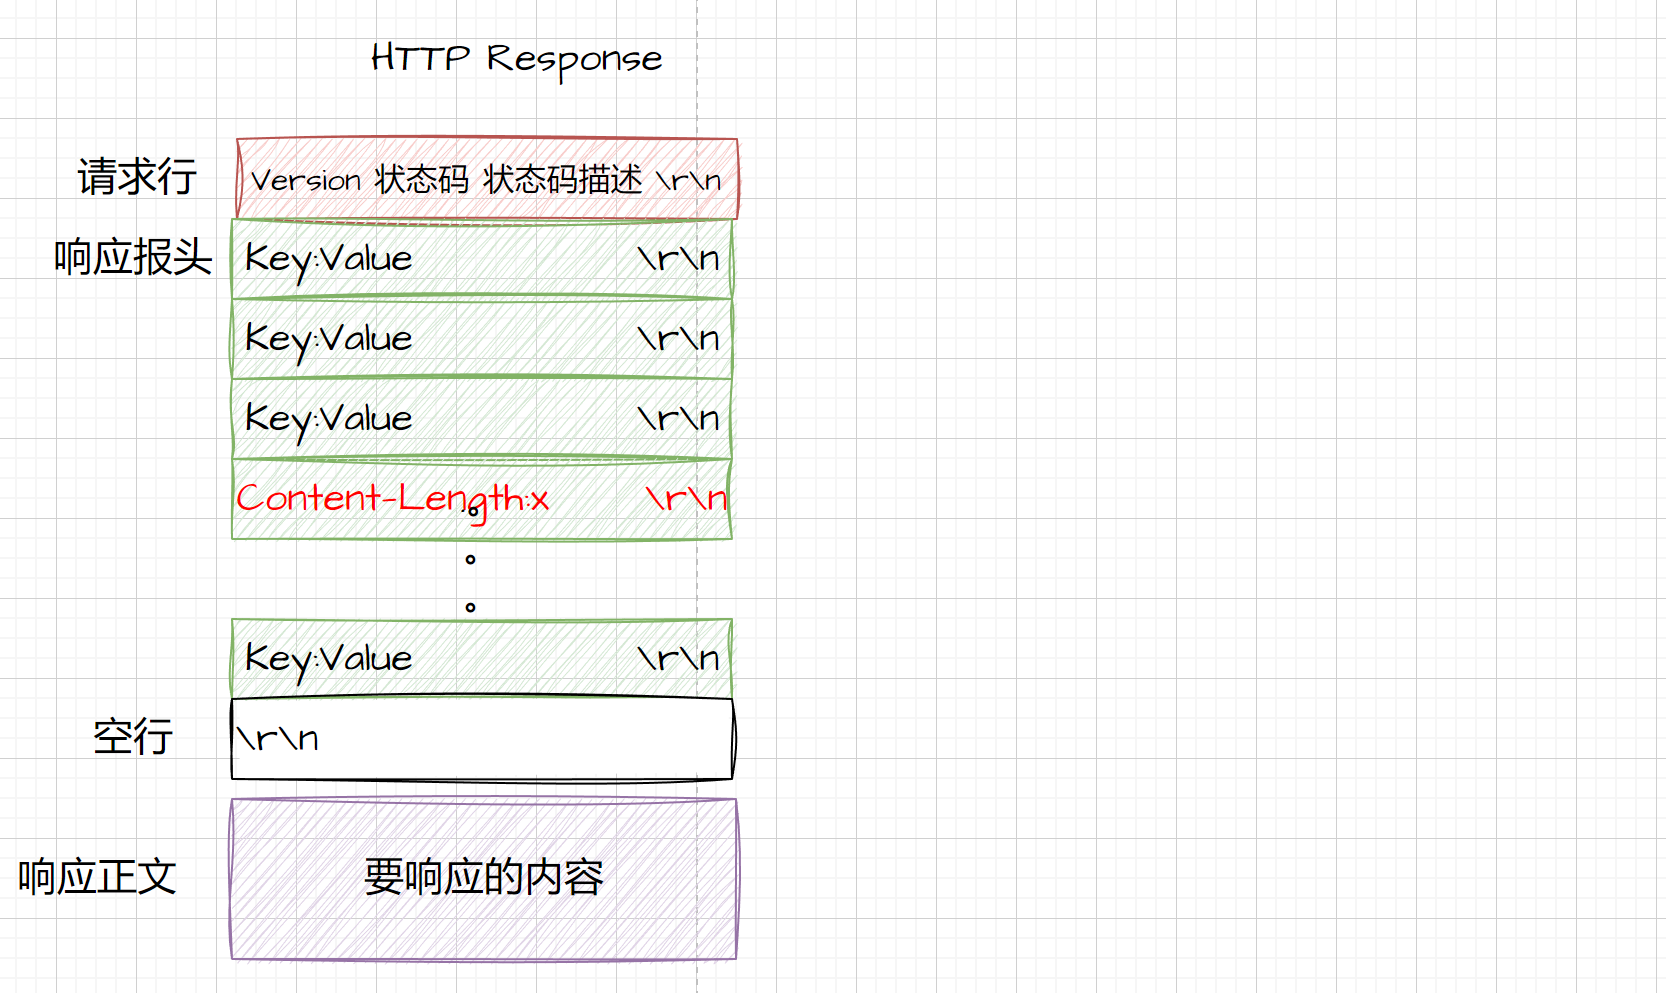 HTTP Response
请求行 Version 状态码 状态码描述 \r\n
响应报头 Key:Value \r\n
Key:Value \r\n
Key:Value \r\n
Content-Length:x \r\n
。
。
。
Key:Value \r\n
空行 \r\n
响应正文 要响应的内容